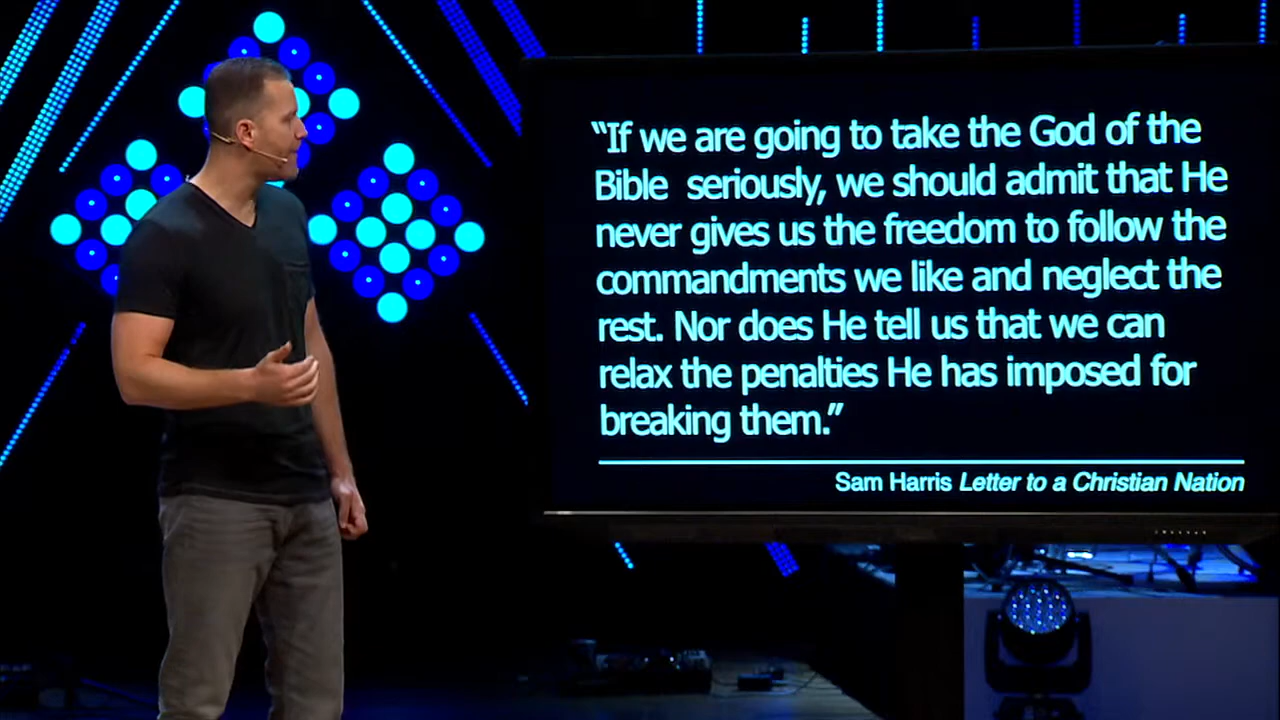 “If we are going to take the God of the
Bible  seriously, we should admit that He
never gives us the freedom to follow the
commandments we like and neglect the
rest. Nor does He tell us that we can
relax the penalties He has imposed for
breaking them.”
Sam Harris Letter to a Christian Nation